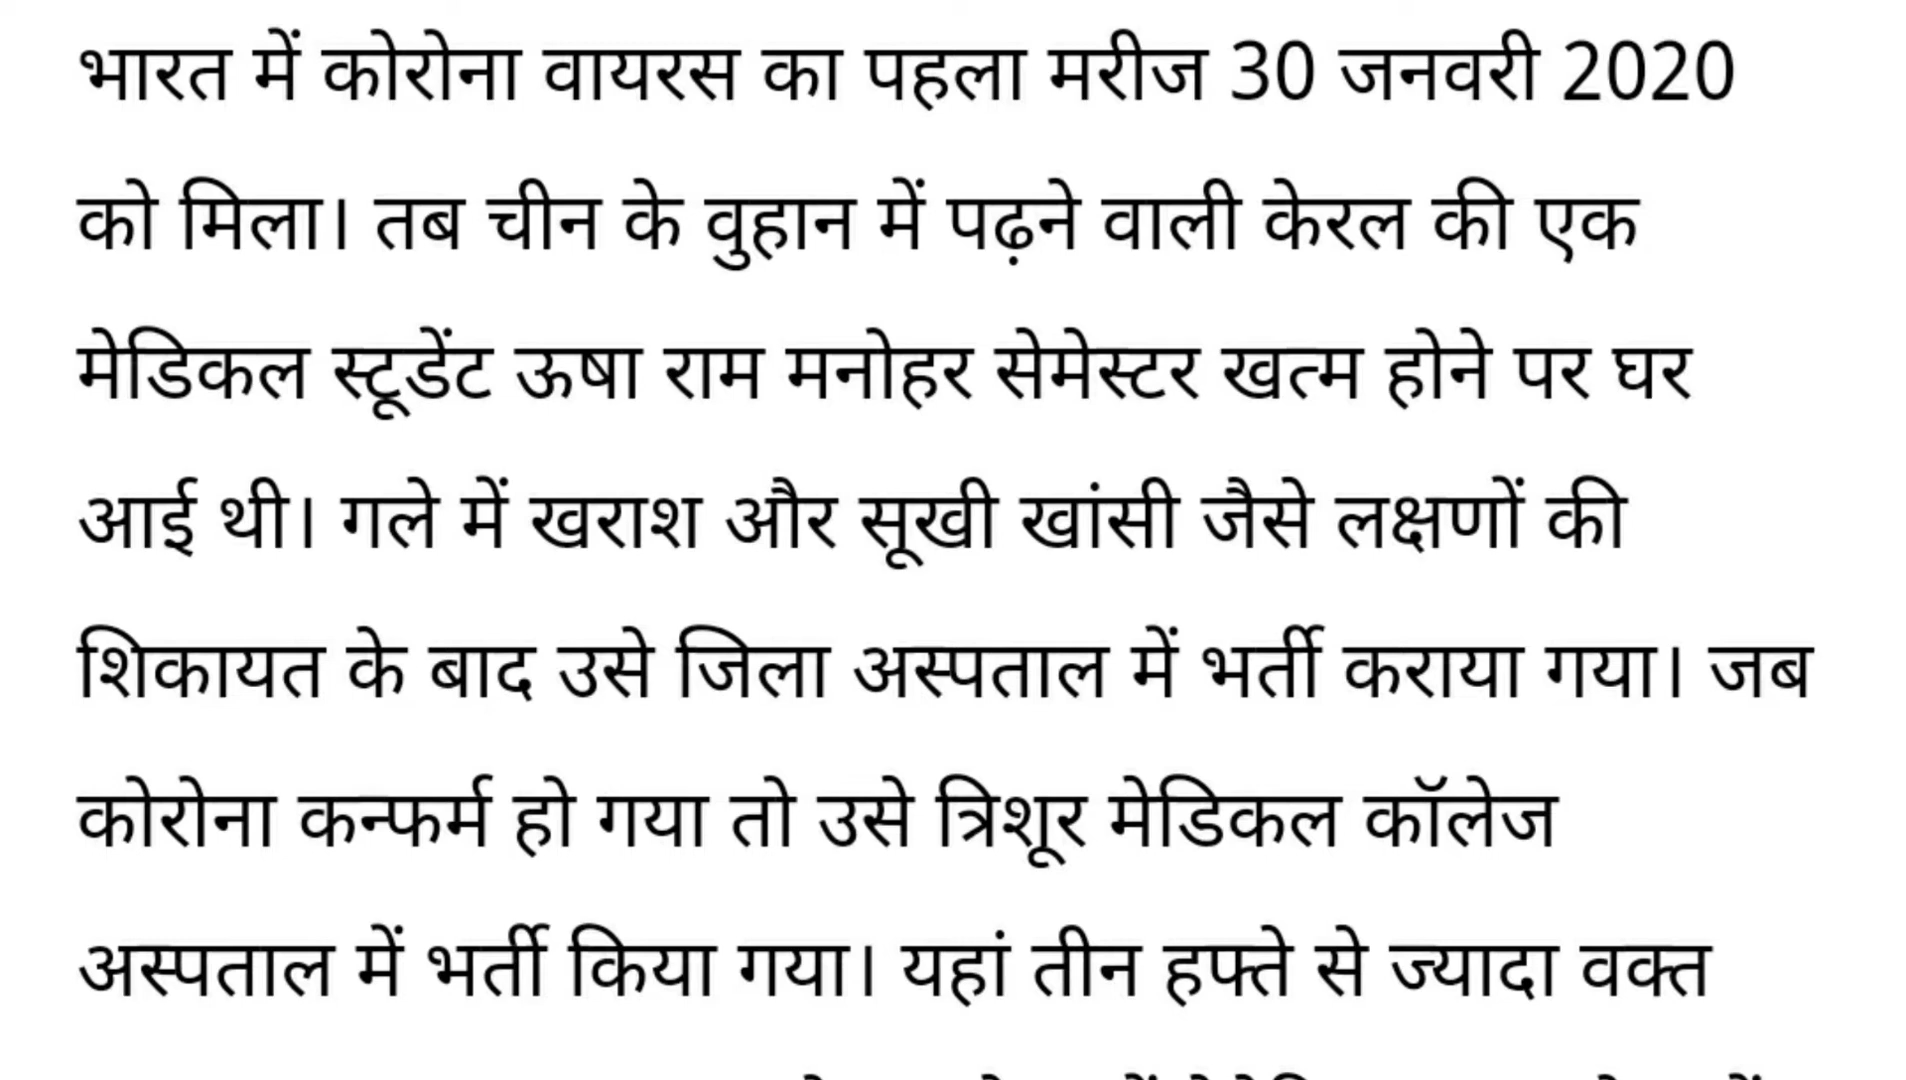 भारत में कोरोना वायरस का पहला मरीज 30 जनवरी 2020
को मिला। तब चीन के वुहान में पढ़ने वाली केरल की एक
मेडिकल स्टूडेंट ऊषा राम मनोहर सेमेस्टर खत्म होने पर घर
आई थी। गले में खराश और सूखी खांसी जैसे लक्षणों की
शिकायत के बाद उसे जिला अस्पताल में भर्ती कराया गया। जब
कोरोना कन्फर्म हो गया तो उसे त्रिशूर मेडिकल कॉलेज
अस्पताल में भर्ती किया गया। यहां तीन हफ्ते से ज्यादा वक्त